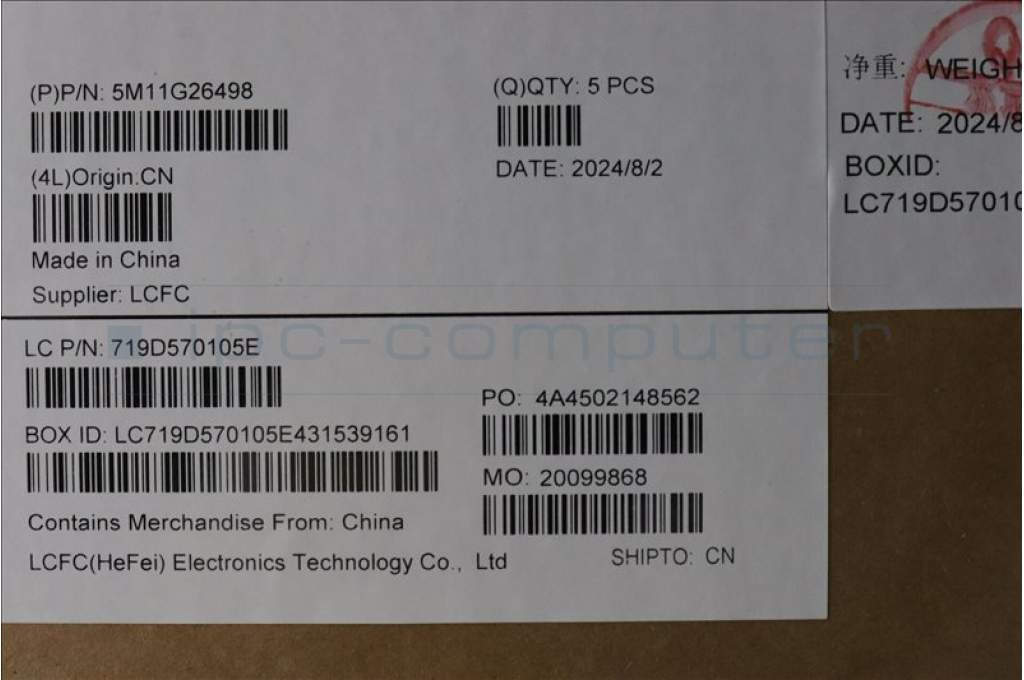 (P)P/N: 5M11G26498
(Q)QTY: 5 PCS
(4L)Origin:CN
DATE: 2024/8/2
Made in China
Supplier: LCFC
净重: WEIGH
DATE: 2024/8
BOXID:
LC719D57010
ipc-computer
LC P/N: 719D570105E
PO: 4A4502148562
BOX ID: LC719D570105E431539161
MO: 20099868
Contains Merchandise From: China
LCFC(HeFei) Electronics Technology Co., Ltd
SHIPTO: CN